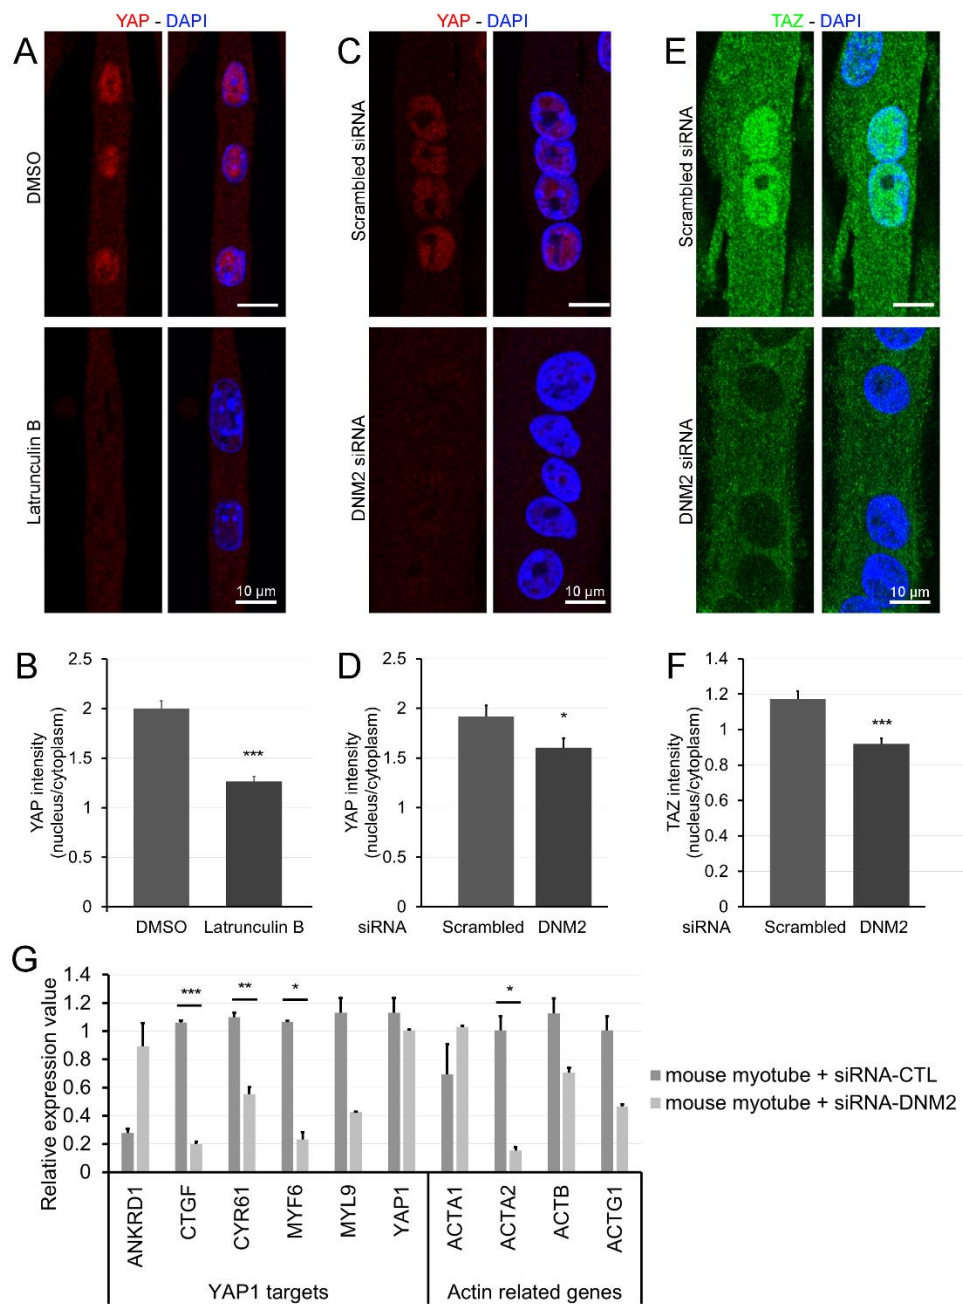 YAP - DAPI
YAP - DAPI
TAZ - DAPI
A
C
E
DMSO
Scrambled siRNA
Scrambled siRNA
Latrunculin B
DNM2 siRNA
DNM2 siRNA
10 µm
10 µm
10 µm
B
YAP intensity
(nucleus/cytoplasm)
2.5
2
1.5
1
0.5
0
***
DMSO
Latrunculin B
D
YAP intensity
(nucleus/cytoplasm)
2.5
2
1.5
1
0.5
0
*
siRNA
Scrambled
DNM2
F
TAZ intensity
(nucleus/cytoplasm)
1.4
1.2
1
0.8
0.6
0.4
0.2
0
***
siRNA
Scrambled
DNM2
G
Relative expression value
1.4
1.2
1
0.8
0.6
0.4
0.2
0
***
**
*
*
mouse myotube + siRNA-CTL
mouse myotube + siRNA-DNM2
ANKRD1
CTGF
CYR61
MYF6
MYL9
YAP1
ACTA1
ACTA2
ACTB
ACTG1
YAP1 targets
Actin related genes